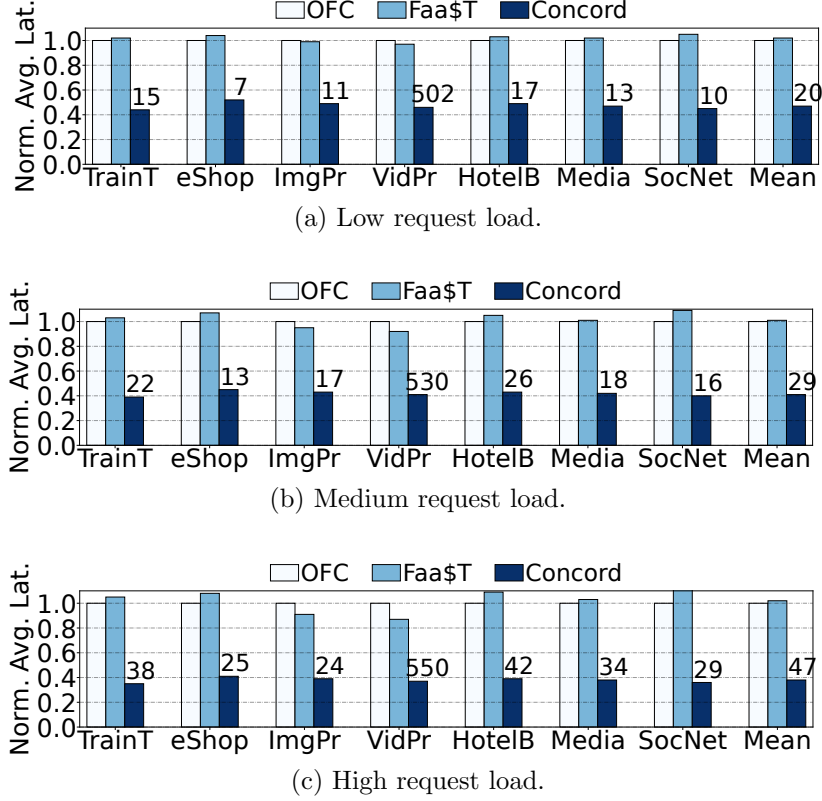 OFC Faa$T Concord
Norm. Avg. Lat.
1.0
0.8
0.6
0.4
0.2
0.0
15 7 11 502 17 13 10 20
TrainT eShop ImgPr VidPr HotelB Media SocNet Mean
(a) Low request load.
OFC Faa$T Concord
Norm. Avg. Lat.
1.0
0.8
0.6
0.4
0.2
0.0
22 13 17 530 26 18 16 29
TrainT eShop ImgPr VidPr HotelB Media SocNet Mean
(b) Medium request load.
OFC Faa$T Concord
Norm. Avg. Lat.
1.0
0.8
0.6
0.4
0.2
0.0
38 25 24 550 42 34 29 47
TrainT eShop ImgPr VidPr HotelB Media SocNet Mean
(c) High request load.